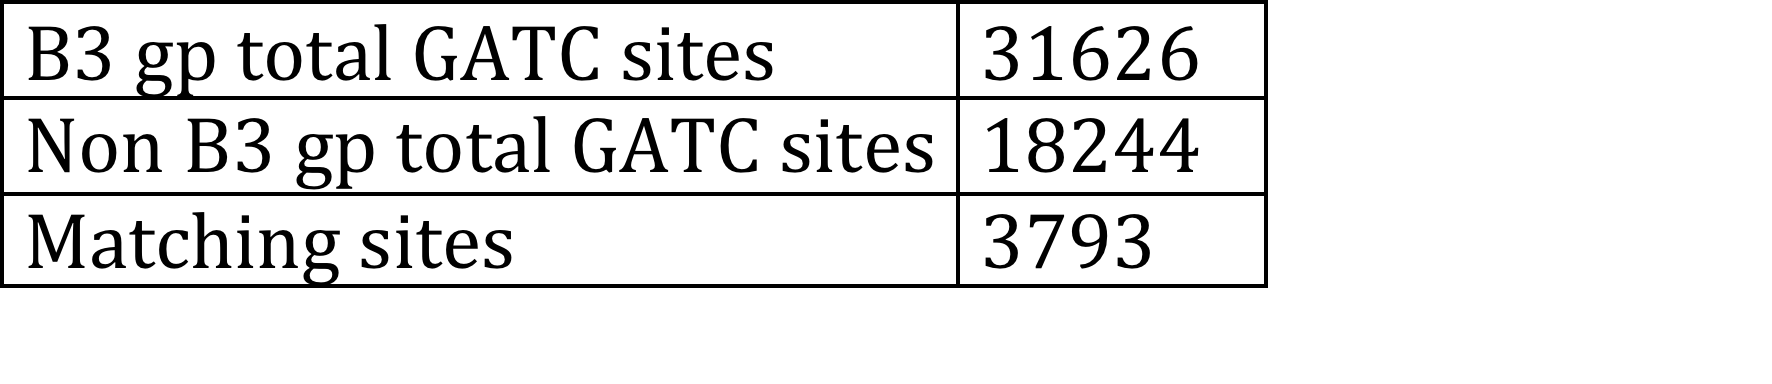 B3 gp total GATC sites 31626
Non B3 gp total GATC sites 18244
Matching sites 3793